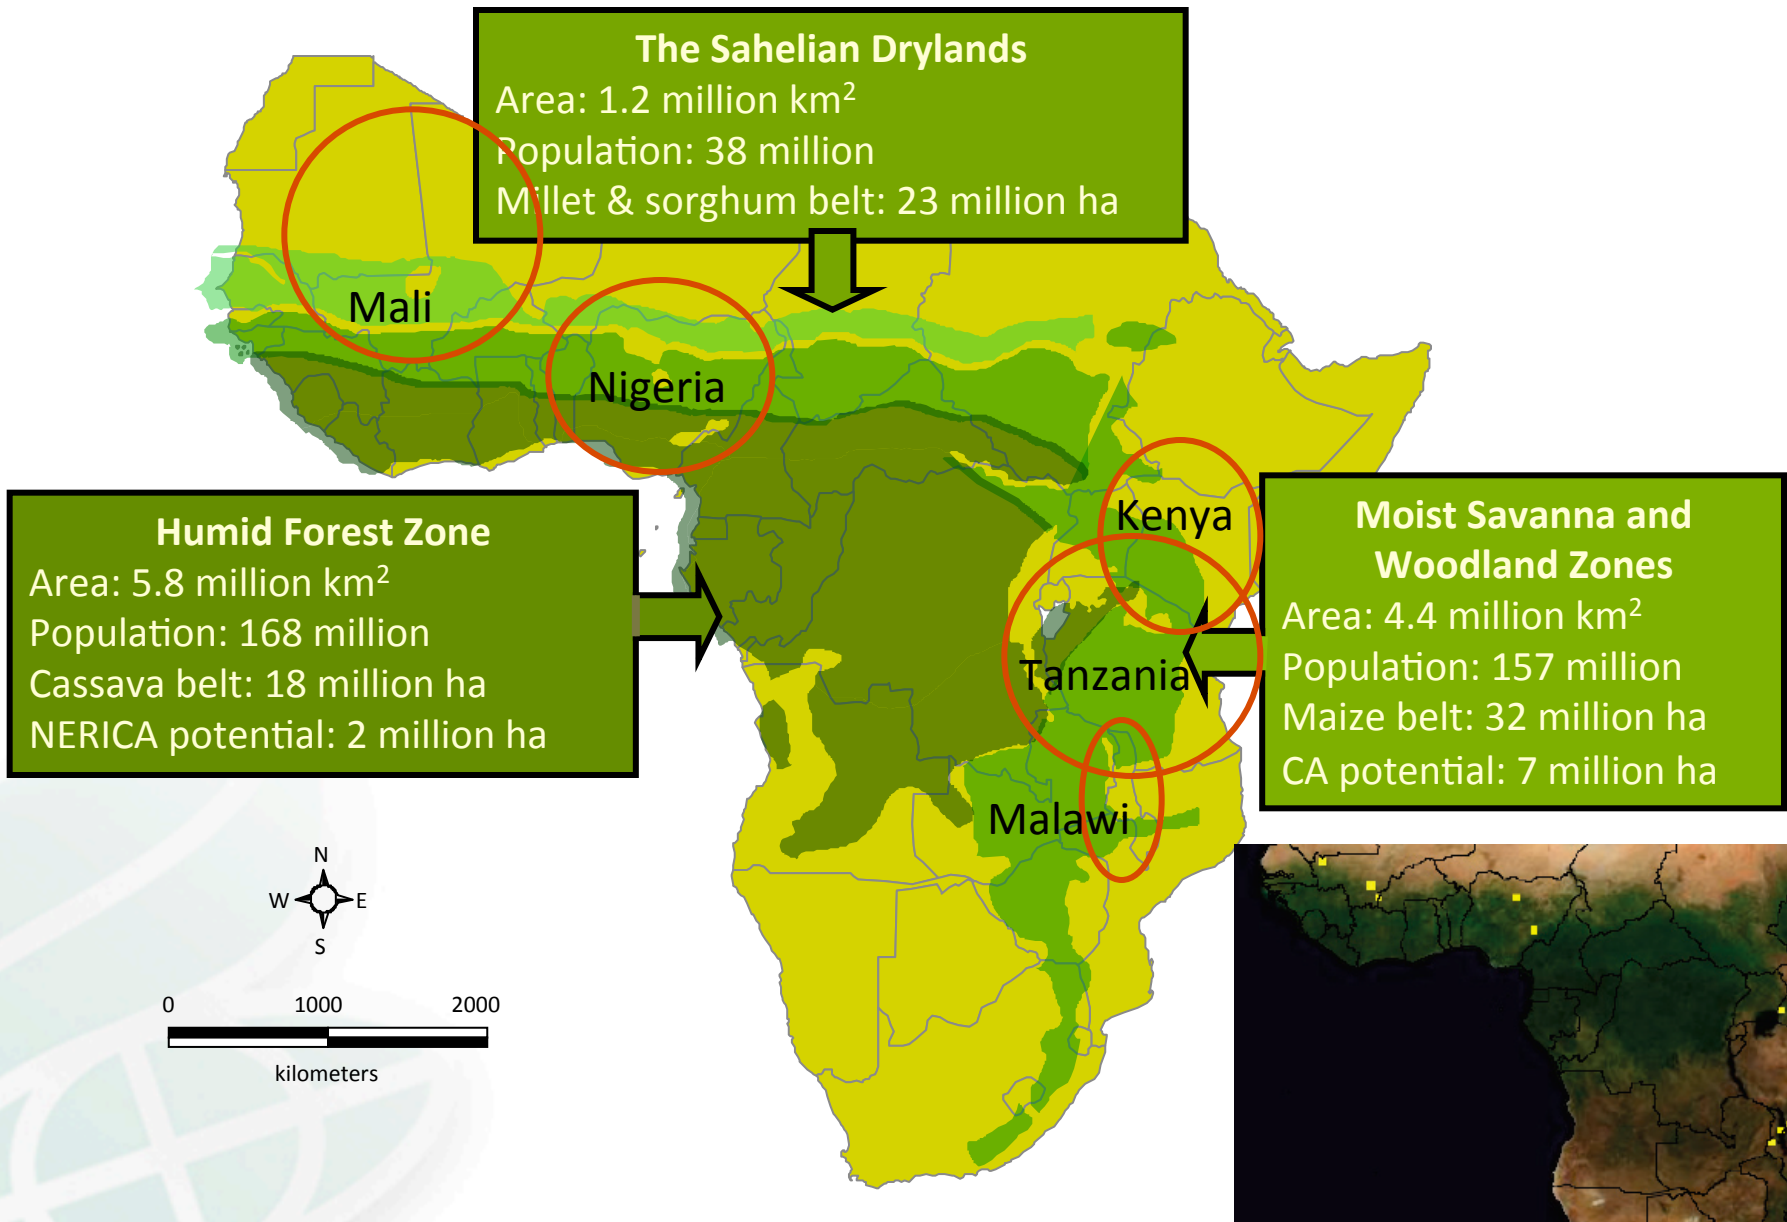 The Sahelian Drylands
Area: 1.2 million km²
Population: 38 million
Millet & sorghum belt: 23 million ha
Mali
Nigeria
Kenya
Tanzania
Malawi
Humid Forest Zone
Area: 5.8 million km²
Population: 168 million
Cassava belt: 18 million ha
NERICA potential: 2 million ha
Moist Savanna and
Woodland Zones
Area: 4.4 million km²
Population: 157 million
Maize belt: 32 million ha
CA potential: 7 million ha
N
W E
S
0 1000 2000
kilometers